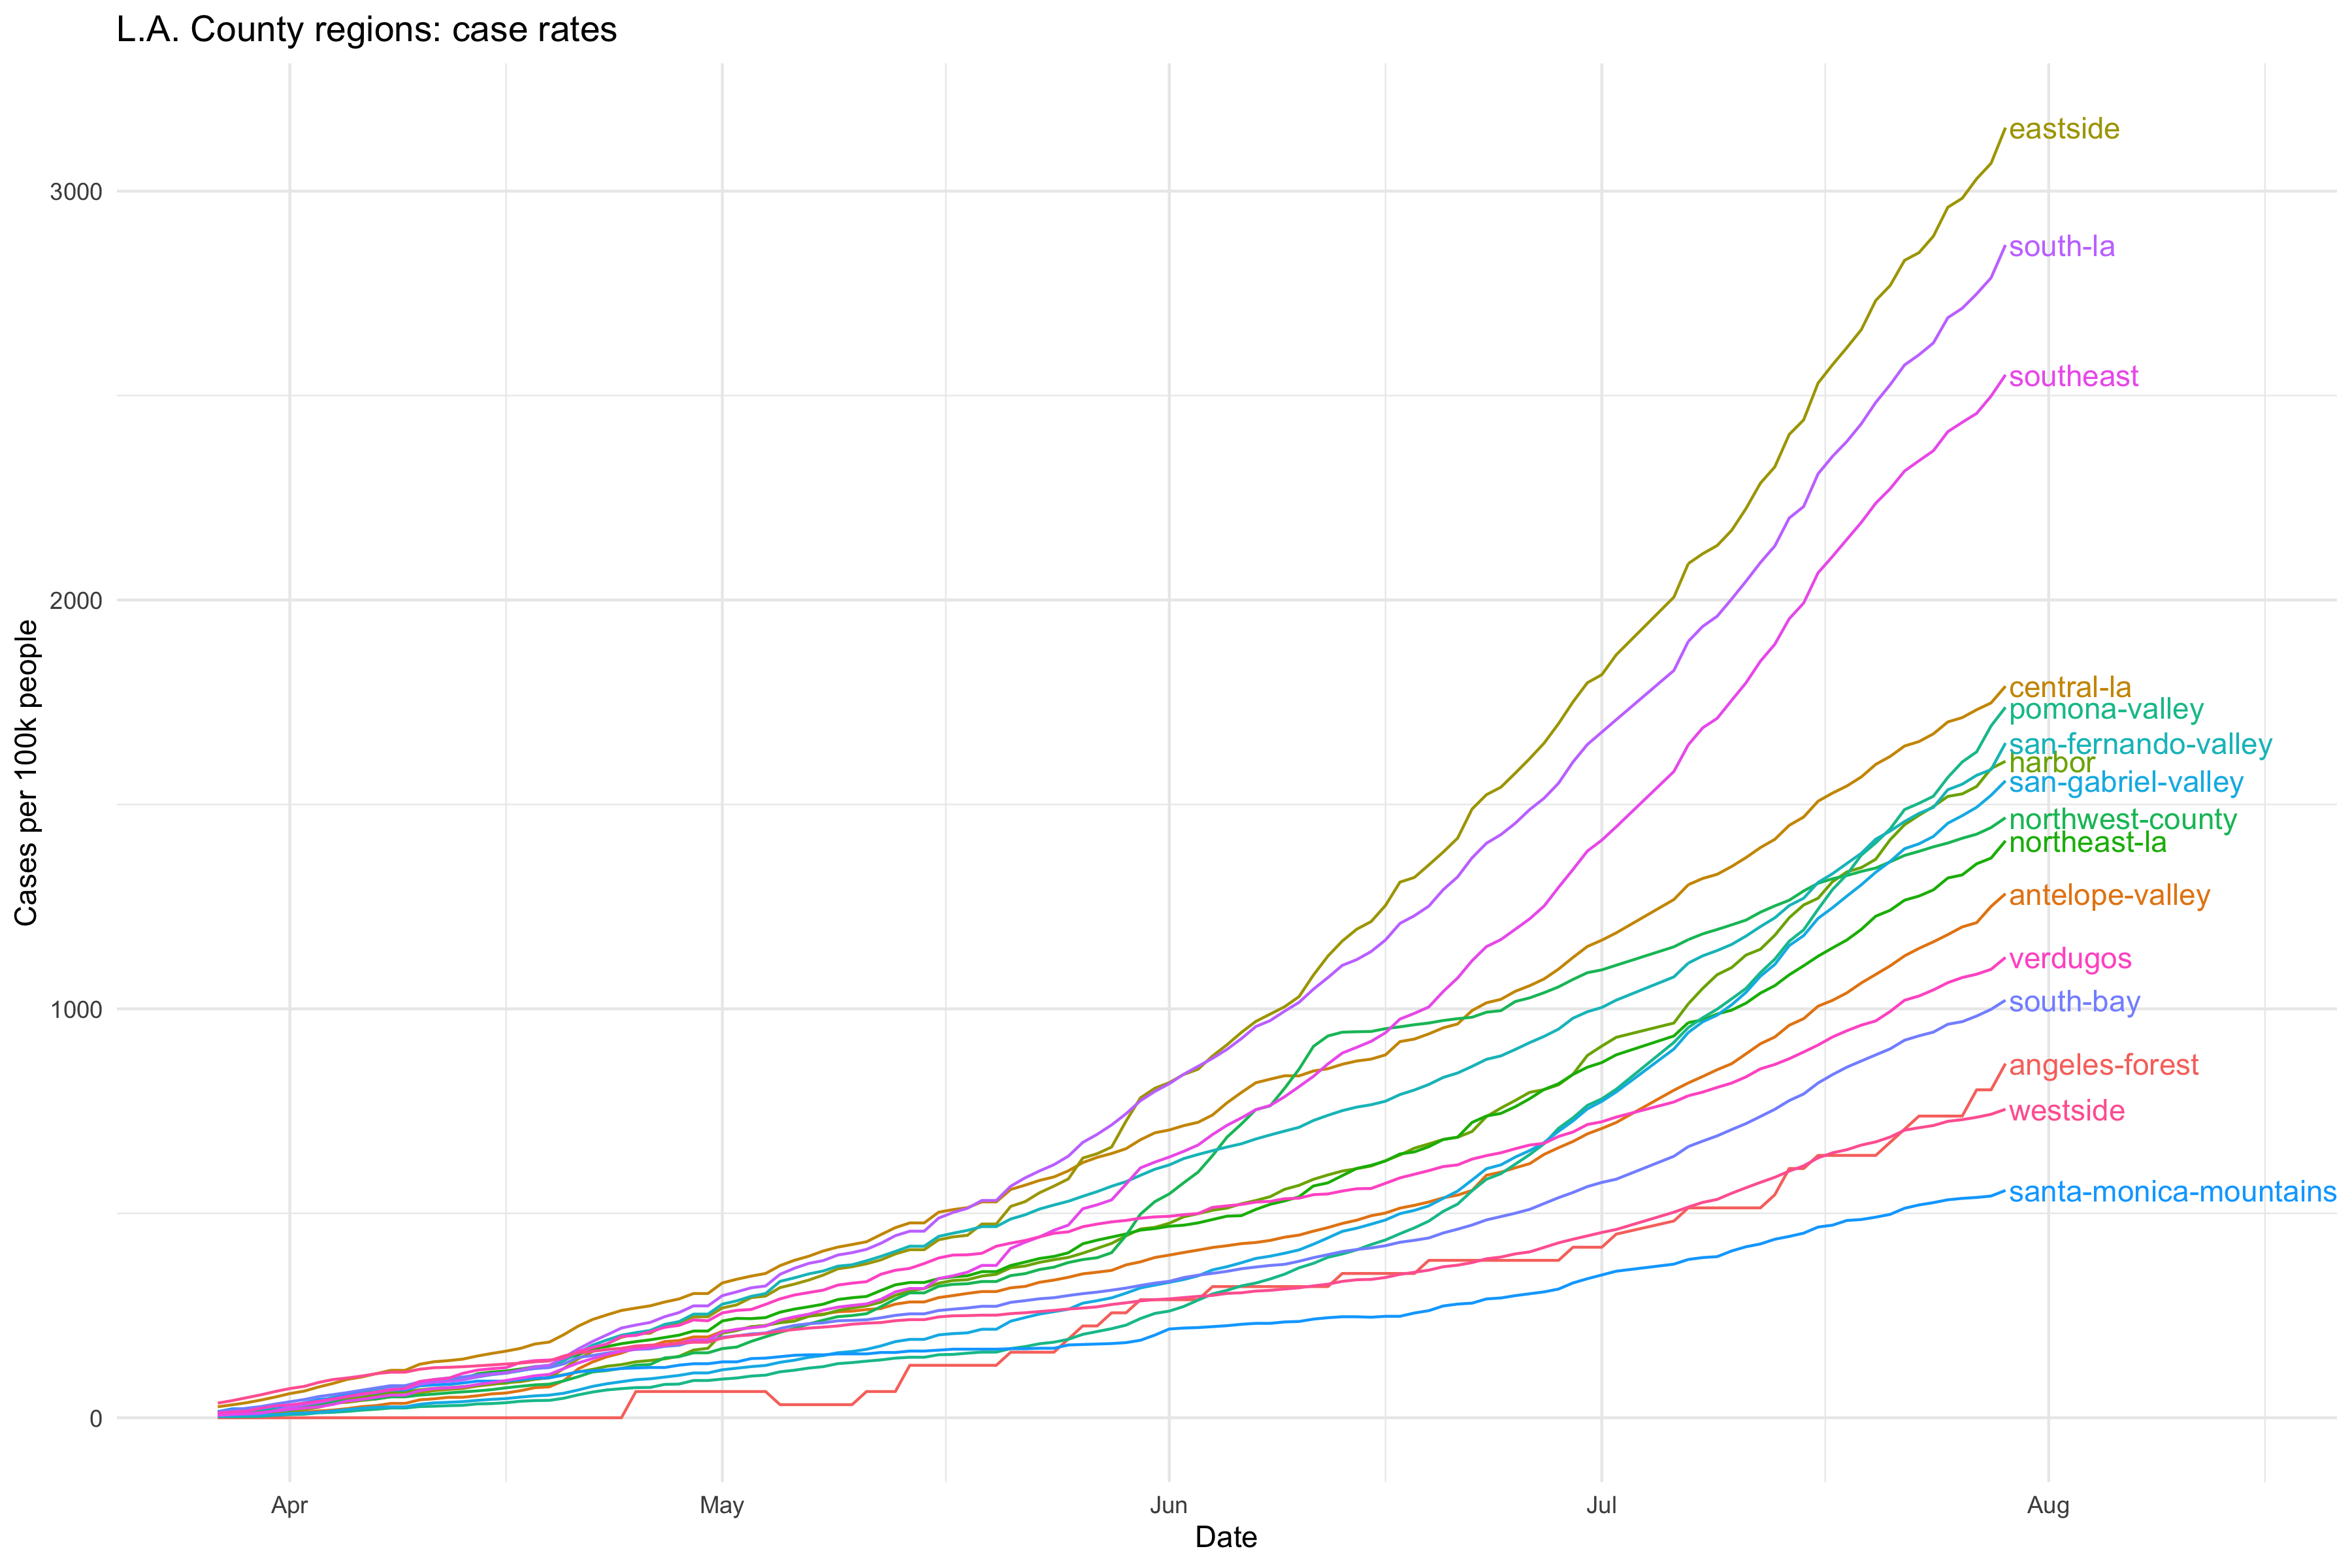 L.A. County regions: case rates
Cases per 100k people
3000
2000
1000
0
eastside
south-la
southeast
central-la
pomona-valley
san-fernando-valley
harbor
san-gabriel-valley
northwest-county
northeast-la
antelope-valley
verdugos
south-bay
angeles-forest
westside
santa-monica-mountains
Apr
May
Jun
Jul
Aug
Date